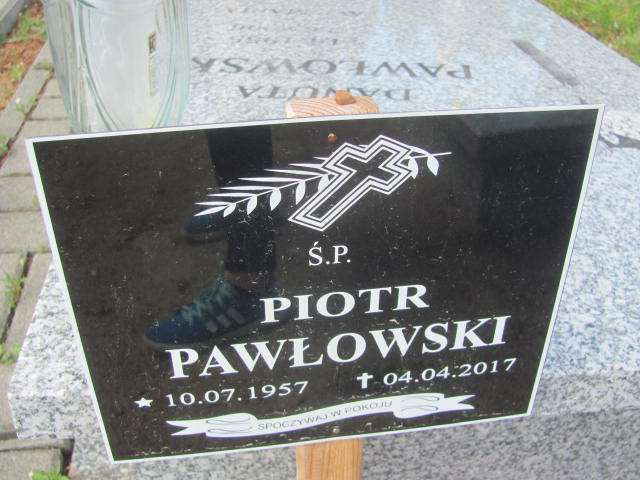 DANUTA
PAWŁOWSK
Ś.P.
PIOTR
PAWŁOWSKI
★ 10.07.1957 ✝ 04.04.2017
SPOCZYWAJ W POKOJU